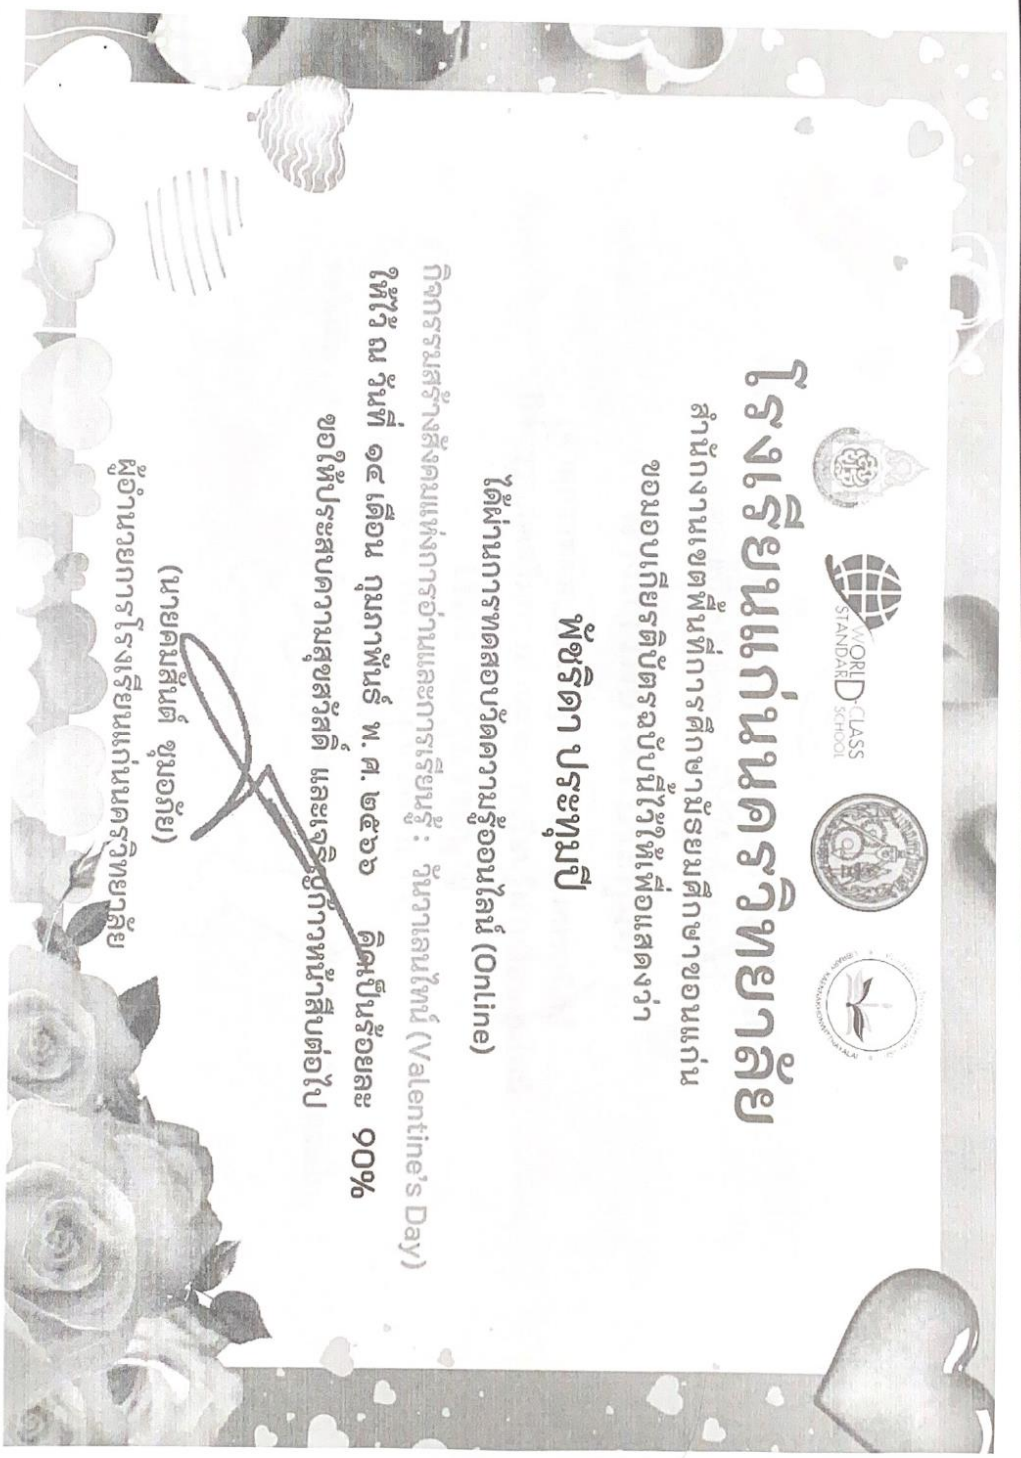 WORLD-CLASS
STANDARD SCHOOL
โรงเรียนแก่นนครวิทยาลัย
สำนักงานเขตพื้นที่การศึกษามัธยมศึกษาขอนแก่น
ขอมอบเกียรติบัตรฉบับนี้ไว้ให้เพื่อแสดงว่า
พัชริดา ประทุมปี
ได้ผ่านการทดสอบวัดความรู้ออนไลน์ (Online)
กิจกรรมสร้างสังคมแห่งการอ่านและการเรียนรู้ : วันวาเลนไทน์ (Valentine's Day)
ให้ไว้ ณ วันที่ ๑๔ เดือน กุมภาพันธ์ พ.ศ. ๒๕๖๖ คิดเป็นร้อยละ 90%
ขอให้ประสบความสุขสวัสดิ์ และเจริญก้าวหน้าสืบต่อไป
(นายคมสันต์ ชุมอภัย)
ผู้อำนวยการโรงเรียนแก่นนครวิทยาลัย